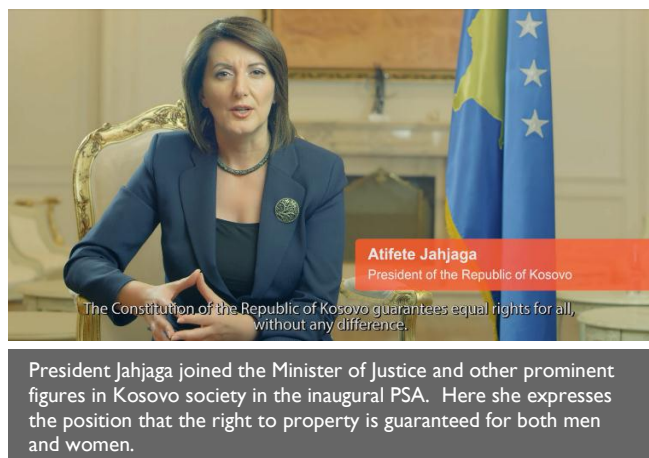 Atifete Jahjaga
President of the Republic of Kosovo
The Constitution of the Republic of Kosovo guarantees equal rights for all,
without any difference.
President Jahjaga joined the Minister of Justice and other prominent
figures in Kosovo society in the inaugural PSA.  Here she expresses
the position that the right to property is guaranteed for both men
and women.